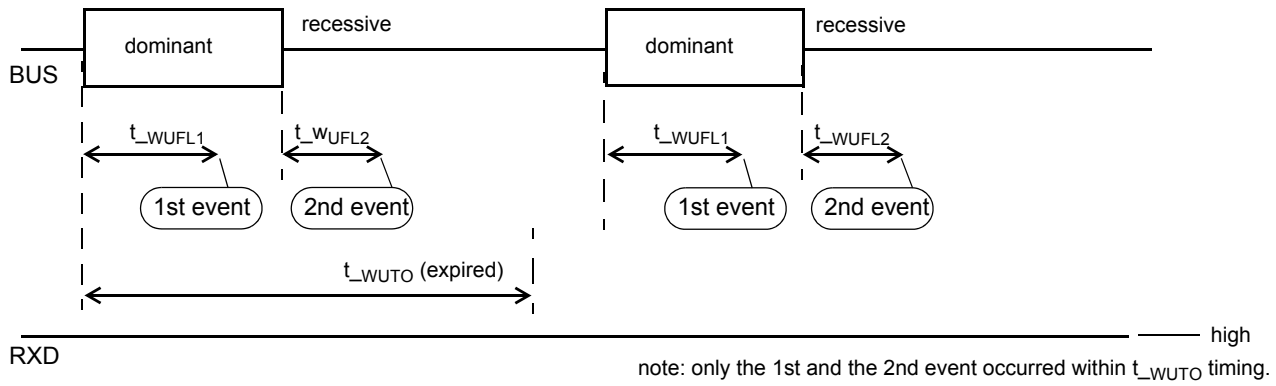 recessive
recessive
dominant
dominant
BUS
t_WUFL1
t_wUFL2
t_WUFL1
t_WUFL2
1st event
2nd event
1st event
2nd event
t_WUTO (expired)
high
RXD
note: only the 1st and the 2nd event occurred within t_WUTO timing.